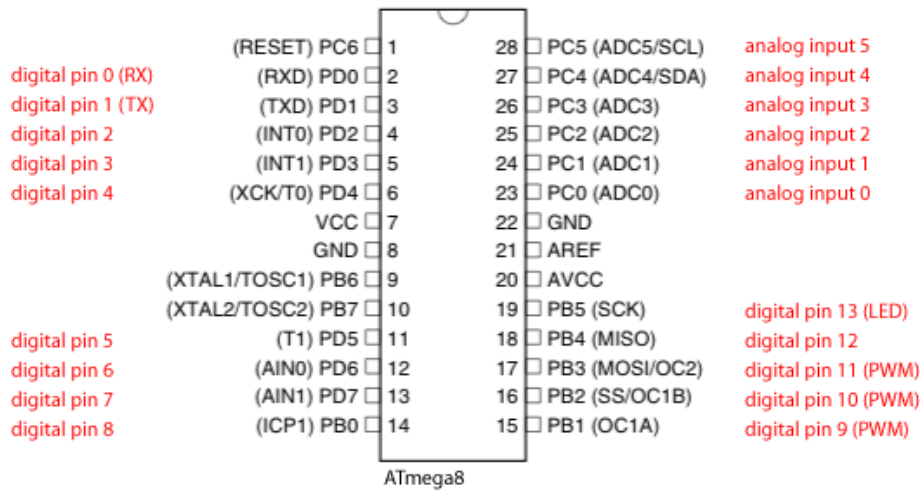 (RESET) PC6 1 28 PC5 (ADC5/SCL) analog input 5
digital pin 0 (RX) (RXD) PD0 2 27 PC4 (ADC4/SDA) analog input 4
digital pin 1 (TX) (TXD) PD1 3 26 PC3 (ADC3) analog input 3
digital pin 2 (INT0) PD2 4 25 PC2 (ADC2) analog input 2
digital pin 3 (INT1) PD3 5 24 PC1 (ADC1) analog input 1
digital pin 4 (XCK/T0) PD4 6 23 PC0 (ADC0) analog input 0
VCC 7 22 GND
GND 8 21 AREF
(XTAL1/TOSC1) PB6 9 20 AVCC
(XTAL2/TOSC2) PB7 10 19 PB5 (SCK) digital pin 13 (LED)
digital pin 5 (T1) PD5 11 18 PB4 (MISO) digital pin 12
digital pin 6 (AIN0) PD6 12 17 PB3 (MOSI/OC2) digital pin 11 (PWM)
digital pin 7 (AIN1) PD7 13 16 PB2 (SS/OC1B) digital pin 10 (PWM)
digital pin 8 (ICP1) PB0 14 15 PB1 (OC1A) digital pin 9 (PWM)
ATmega8